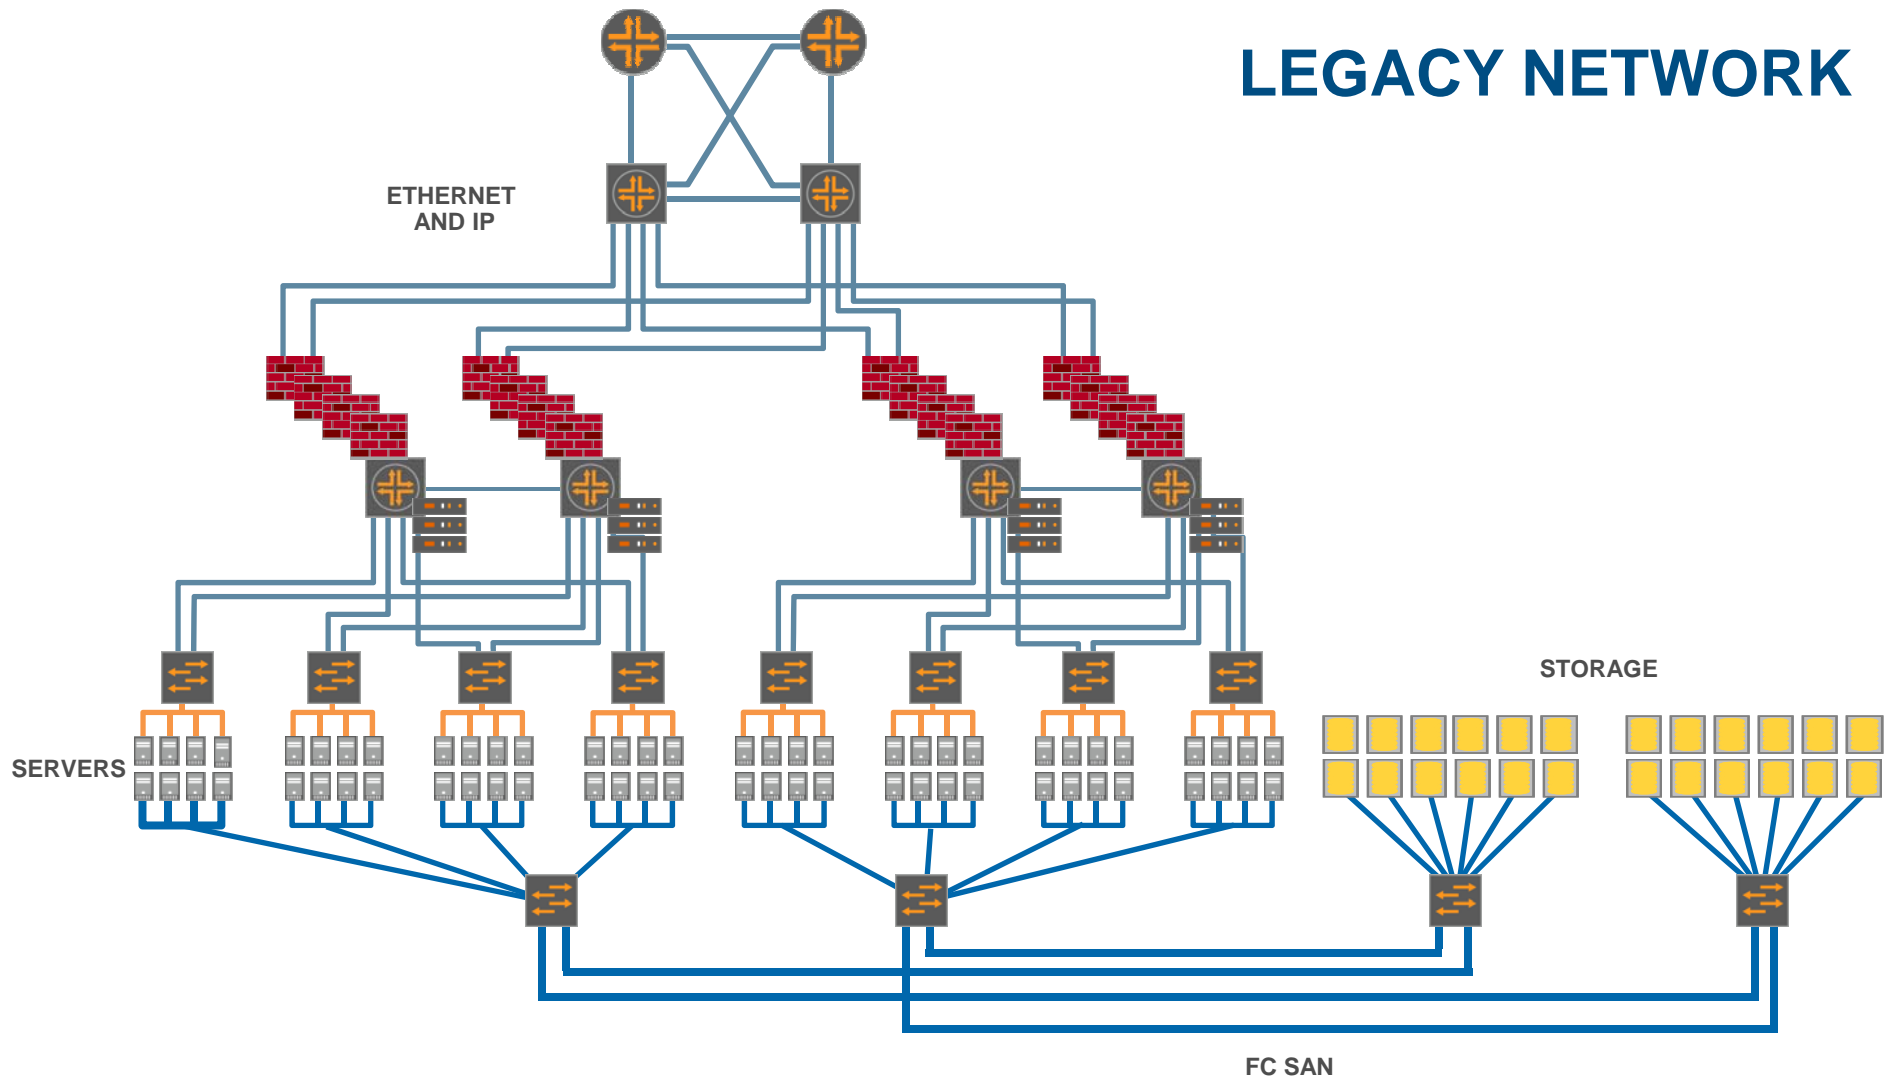 LEGACY NETWORK
ETHERNET
AND IP
STORAGE
SERVERS
FC SAN